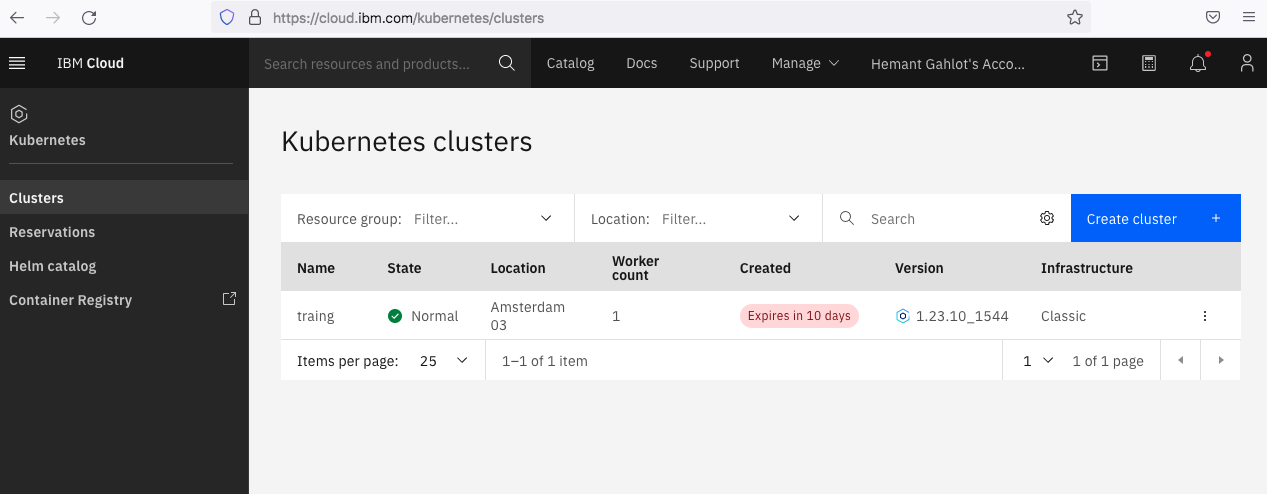 https://cloud.ibm.com/kubernetes/clusters
IBM Cloud
Search resources and products...
Catalog
Docs
Support
Manage
Hemant Gahlot's Acco...
Kubernetes
Clusters
Reservations
Helm catalog
Container Registry
Kubernetes clusters
Resource group: Filter...
Location: Filter...
Search
Create cluster +
Name
State
Location
Worker
count
Created
Version
Infrastructure
traing
Normal
Amsterdam
03
1
Expires in 10 days
1.23.10_1544
Classic
Items per page: 25
1–1 of 1 item
1
1 of 1 page